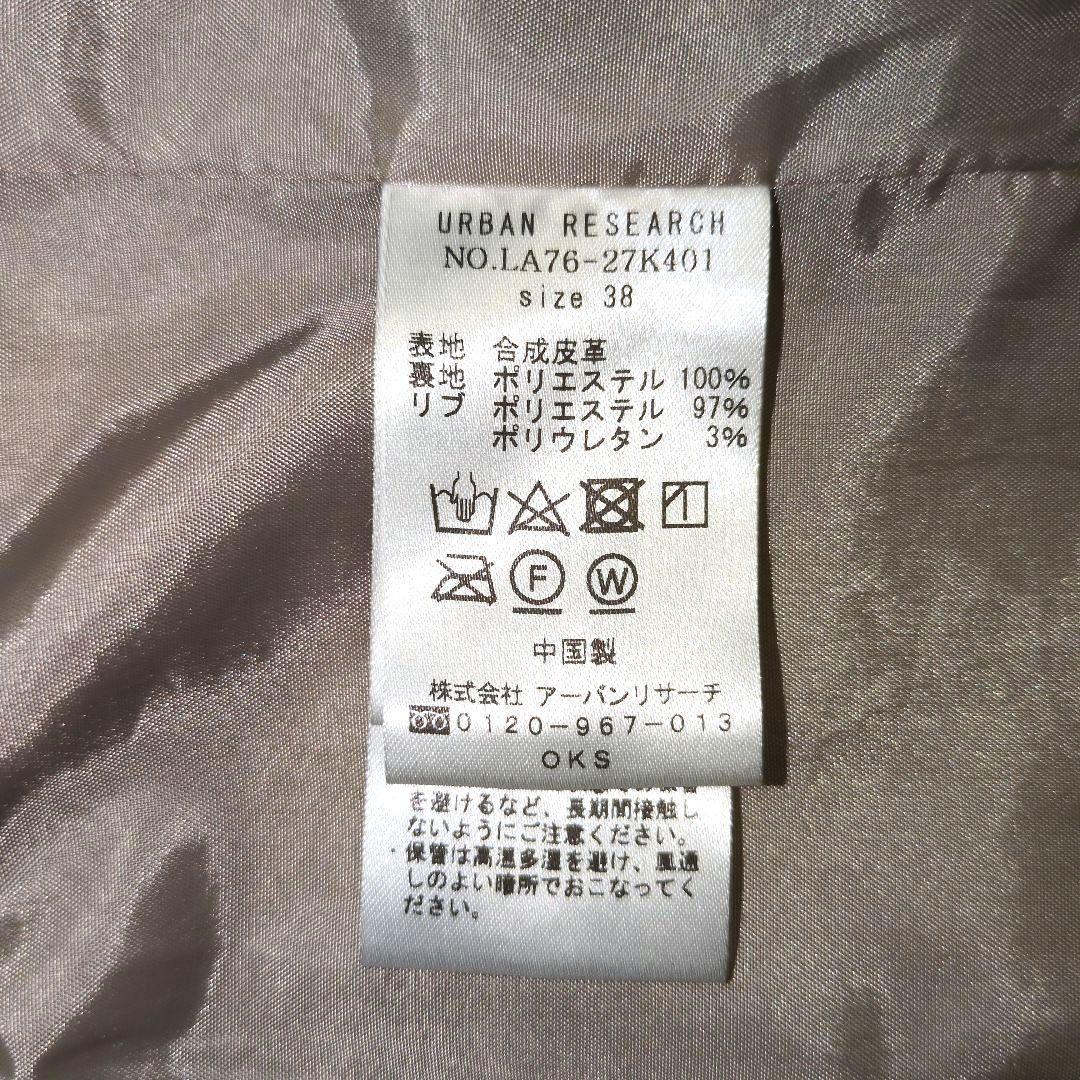 URBAN RESEARCH
NO.LA76-27K401
size 38
表地 合成皮革
裏地 ポリエステル 100%
リブ ポリエステル 97%
ポリウレタン 3%
F W
中国製
株式会社 アーバンリサーチ
0120-967-013
OKS
を避けるなど、長期間接触し
ないようにご注意ください。
・保管は高温多湿を避け、風通
しのよい暗所でおこなってく
ださい。